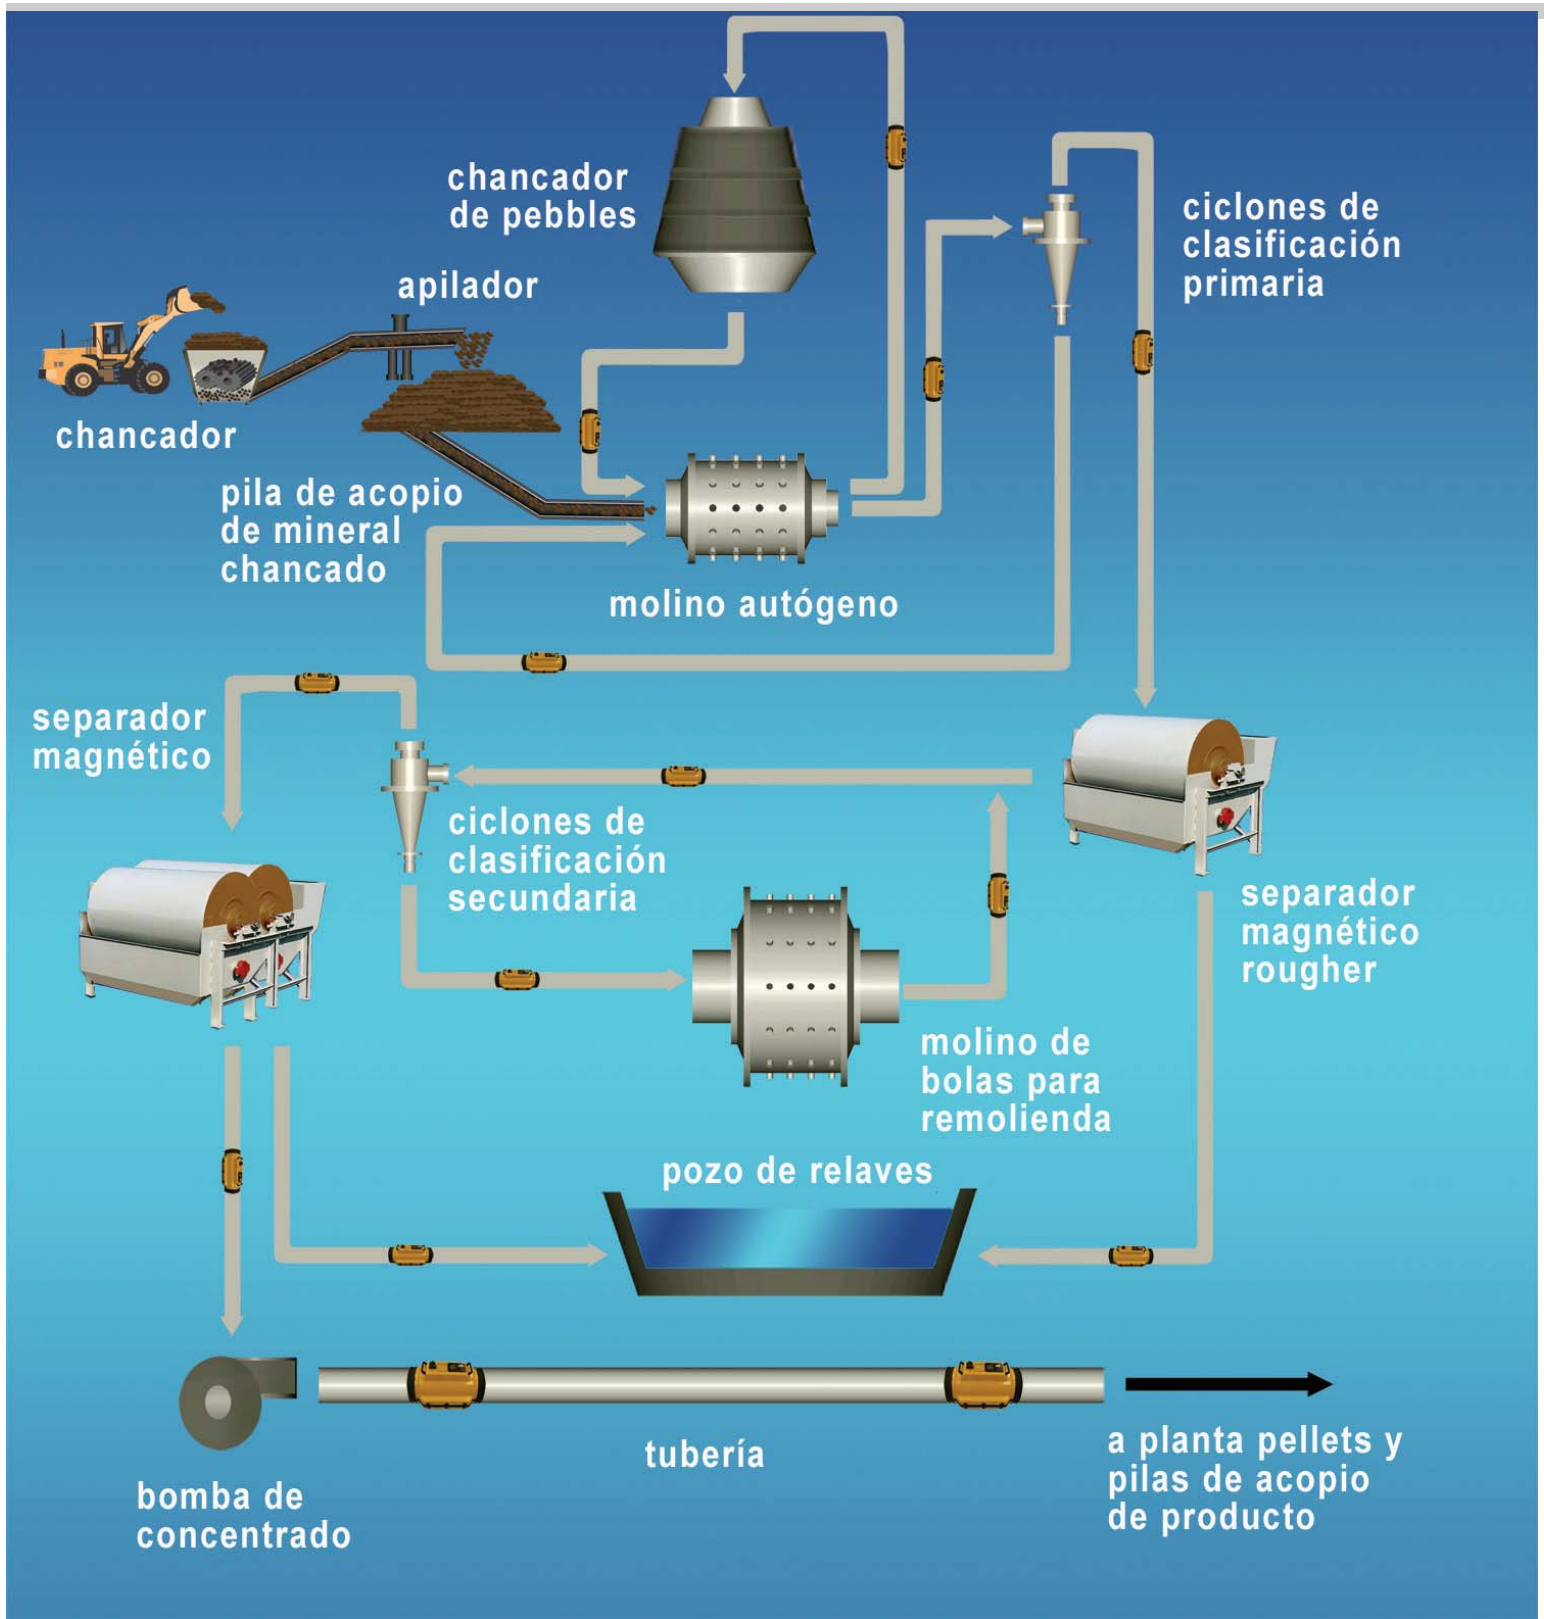 chancador
de pebbles
ciclones de
clasificación
primaria
apilador
chancador
pila de acopio
de mineral
chancado
molino autógeno
separador
magnético
ciclones de
clasificación
secundaria
separador
magnético
rougher
molino de
bolas para
remolienda
pozo de relaves
tubería
a planta pellets y
pilas de acopio
de producto
bomba de
concentrado